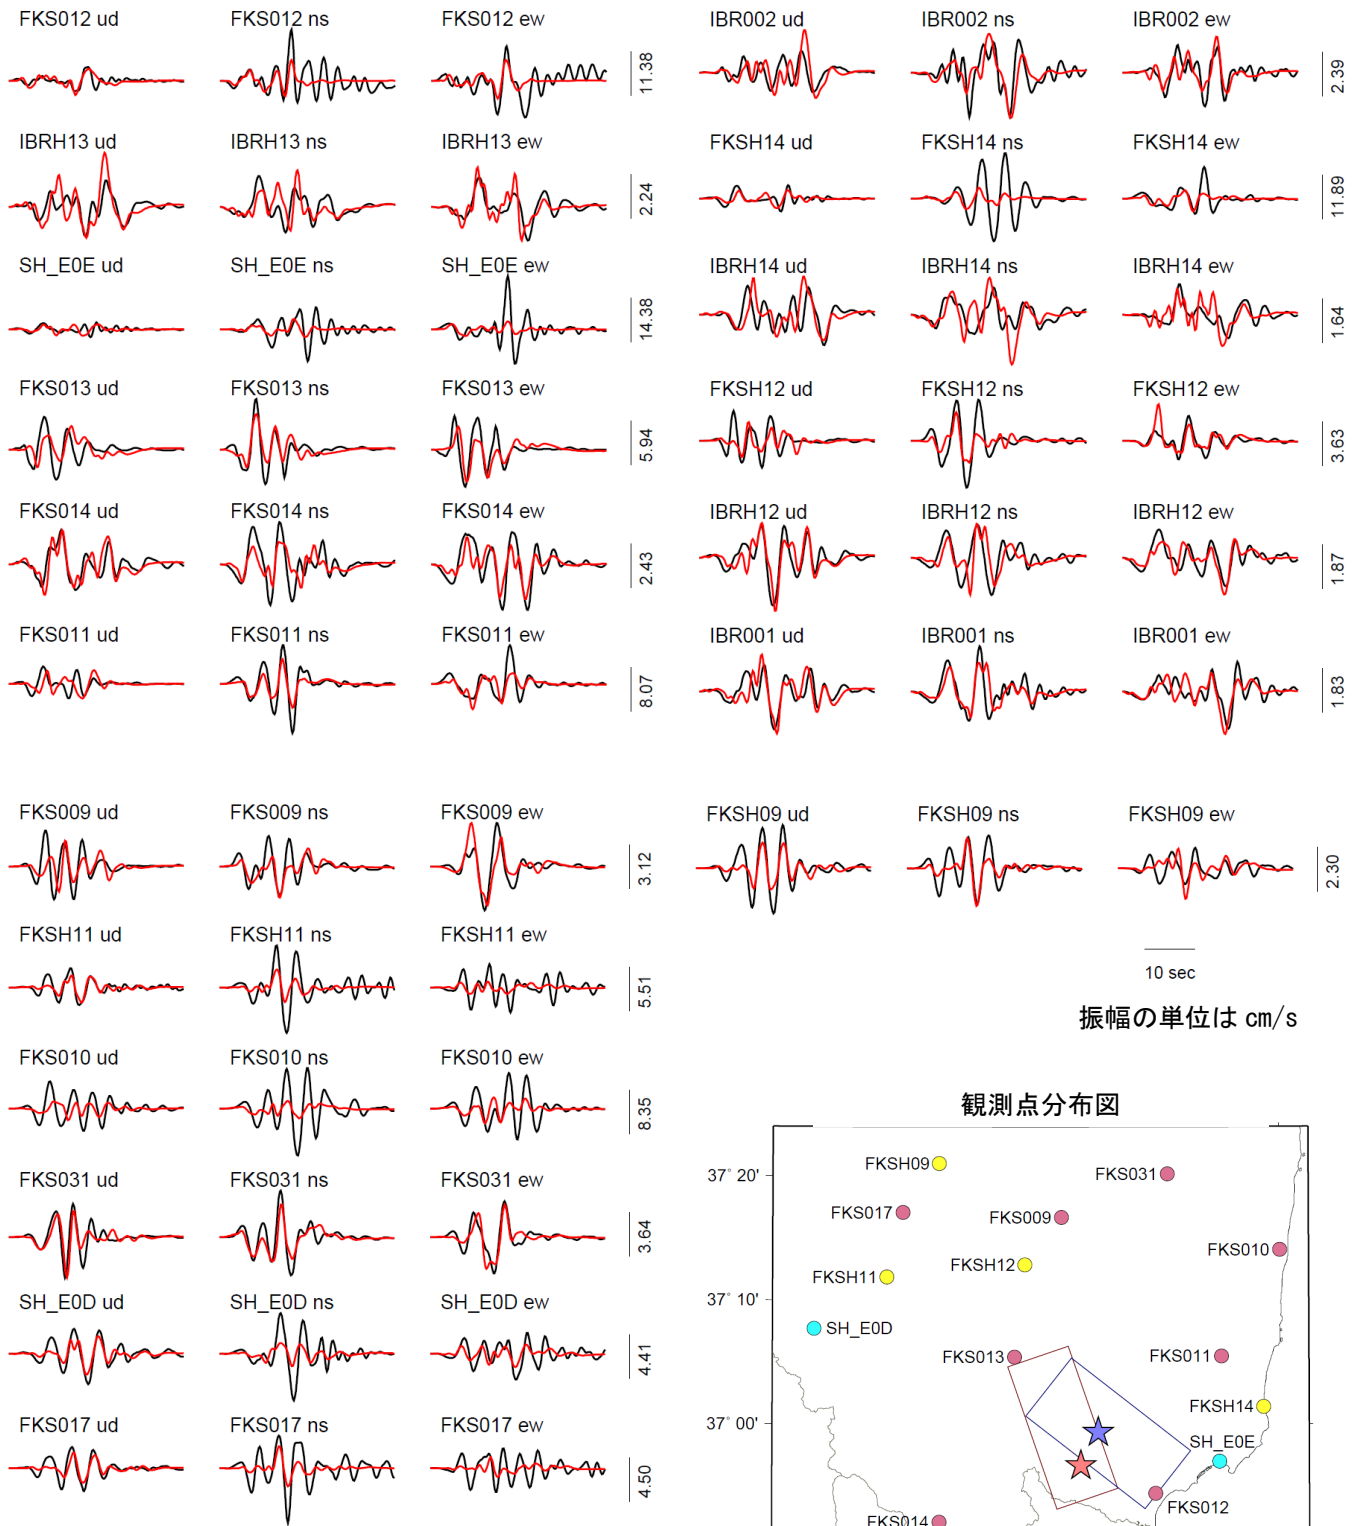 FKS012 ud FKS012 ns FKS012 ew 11.38
IBRH13 ud IBRH13 ns IBRH13 ew 2.24
SH_E0E ud SH_E0E ns SH_E0E ew 14.38
FKS013 ud FKS013 ns FKS013 ew 5.94
FKS014 ud FKS014 ns FKS014 ew 2.43
FKS011 ud FKS011 ns FKS011 ew 8.07
IBR002 ud IBR002 ns IBR002 ew 2.39
FKSH14 ud FKSH14 ns FKSH14 ew 11.89
IBRH14 ud IBRH14 ns IBRH14 ew 1.64
FKSH12 ud FKSH12 ns FKSH12 ew 3.63
IBRH12 ud IBRH12 ns IBRH12 ew 1.87
IBR001 ud IBR001 ns IBR001 ew 1.83
FKS009 ud FKS009 ns FKS009 ew 3.12
FKSH11 ud FKSH11 ns FKSH11 ew 5.51
FKS010 ud FKS010 ns FKS010 ew 8.35
FKS031 ud FKS031 ns FKS031 ew 3.64
SH_E0D ud SH_E0D ns SH_E0D ew 4.41
FKS017 ud FKS017 ns FKS017 ew 4.50
FKSH09 ud FKSH09 ns FKSH09 ew 2.30
10 sec
振幅の単位は cm/s
観測点分布図
FKSH09
37° 20' FKS031
FKS017 FKS009
FKS010
FKSH12
FKSH11
37° 10'
SH_E0D
FKS013 FKS011
FKSH14
37° 00'
SH_E0E
FKS012
FKS014